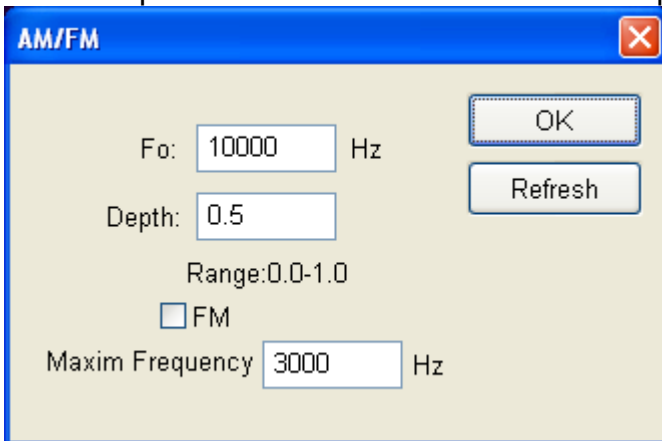 AM/FM
OK
Fo: 10000 Hz
Refresh
Depth: 0.5
Range:0.0-1.0
FM
Maxim Frequency 3000 Hz